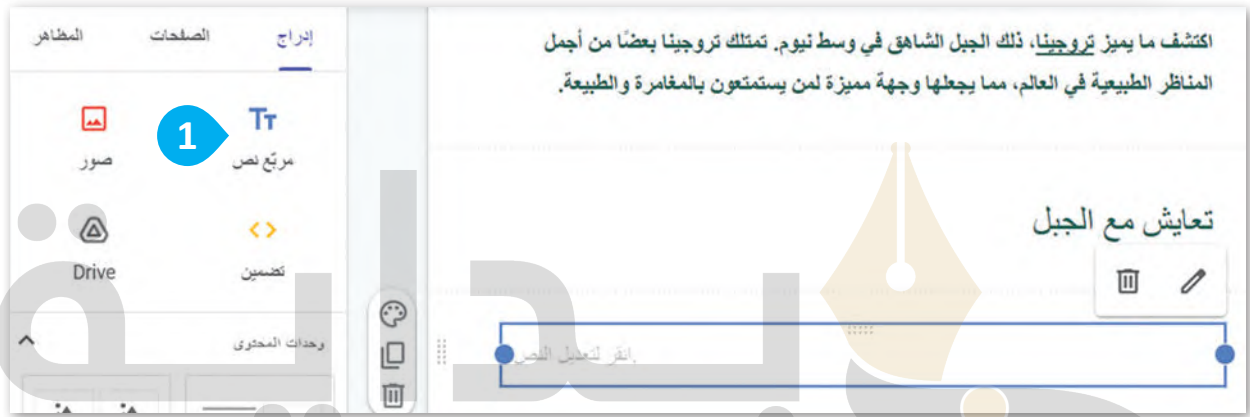 اكتشف ما يميز تروجينا، ذلك الجبل الشاهق في وسط نيوم. تمتلك تروجينا بعضًا من أجمل
المناظر الطبيعية في العالم، مما يجعلها وجهة مميزة لمن يستمتعون بالمغامرة والطبيعة.
تعايش مع الجبل
انقر لتعديل النص.
إدراج
الصفحات
المظاهر
1
مربّع نص
صور
تضمين
Drive
وحدات المحتوى
بداية